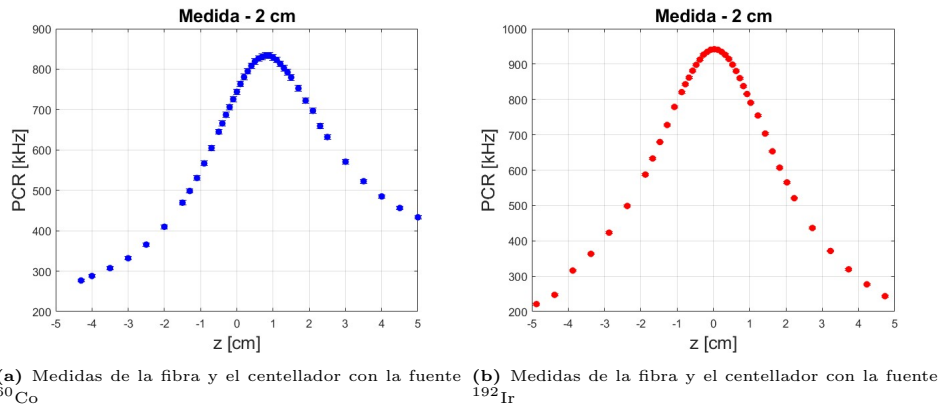 Medida - 2 cm
900
800
700
600
500
400
300
200
PCR [kHz]
-5 -4 -3 -2 -1 0 1 2 3 4 5
z [cm]
Medida - 2 cm
1000
900
800
700
600
500
400
300
200
PCR [kHz]
-5 -4 -3 -2 -1 0 1 2 3 4 5
z [cm]
(a) Medidas de la fibra y el centellador con la fuente
⁶⁰Co
(b) Medidas de la fibra y el centellador con la fuente
¹⁹²Ir